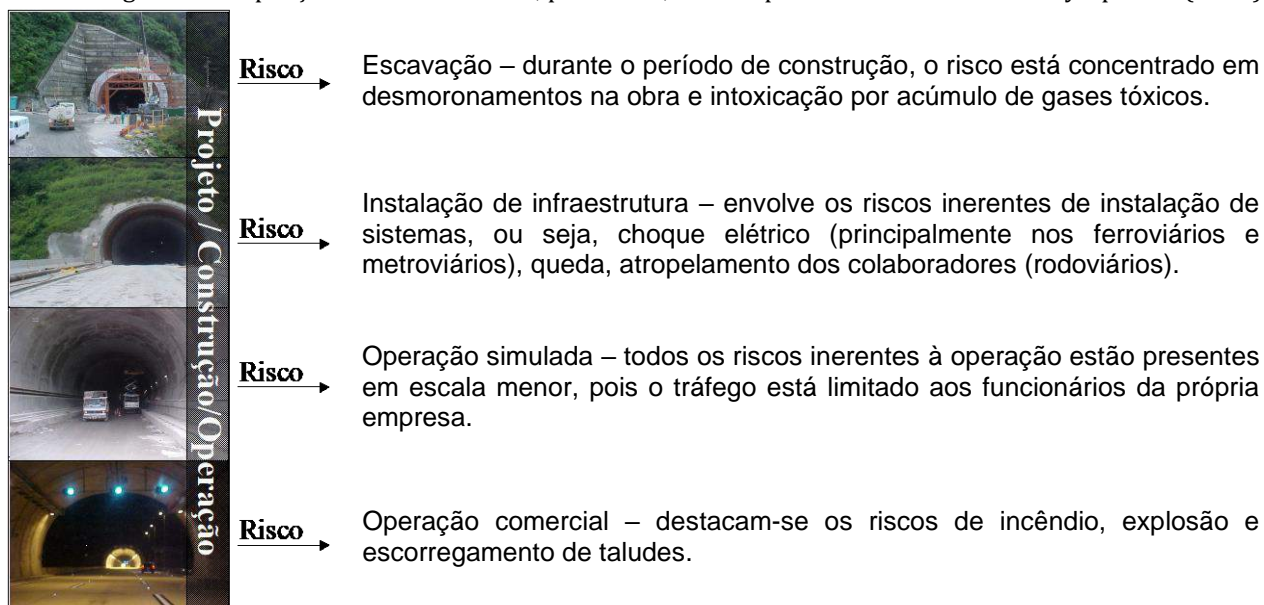 Risco
Escavação – durante o período de construção, o risco está concentrado em
desmoronamentos na obra e intoxicação por acúmulo de gases tóxicos.
Projeto / Construção/Operação
Risco
Instalação de infraestrutura – envolve os riscos inerentes de instalação de
sistemas, ou seja, choque elétrico (principalmente nos ferroviários e
metroviários), queda, atropelamento dos colaboradores (rodoviários).
Risco
Operação simulada – todos os riscos inerentes à operação estão presentes
em escala menor, pois o tráfego está limitado aos funcionários da própria
empresa.
Risco
Operação comercial – destacam-se os riscos de incêndio, explosão e
escorregamento de taludes.